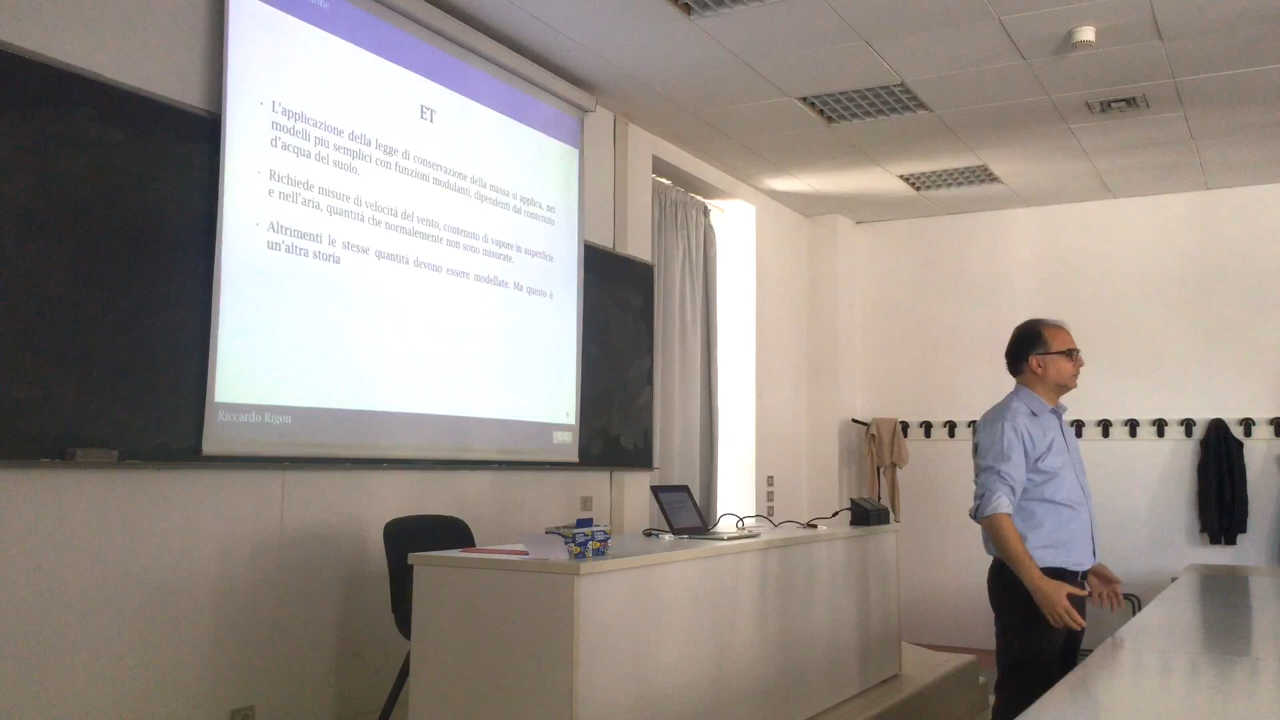 ET
· L'applicazione della legge di conservazione della massa si applica, nel
modelli più semplici con funzioni modulanti, dipendenti dal contenuto
d'acqua del suolo.
· Richiede misure di velocità del vento, contenuto di vapore in superficie
e nell'aria, quantità che normalmente non sono misurate.
· Altrimenti le stesse quantità devono essere modellate. Ma questo è
un'altra storia
Riccardo Rigon